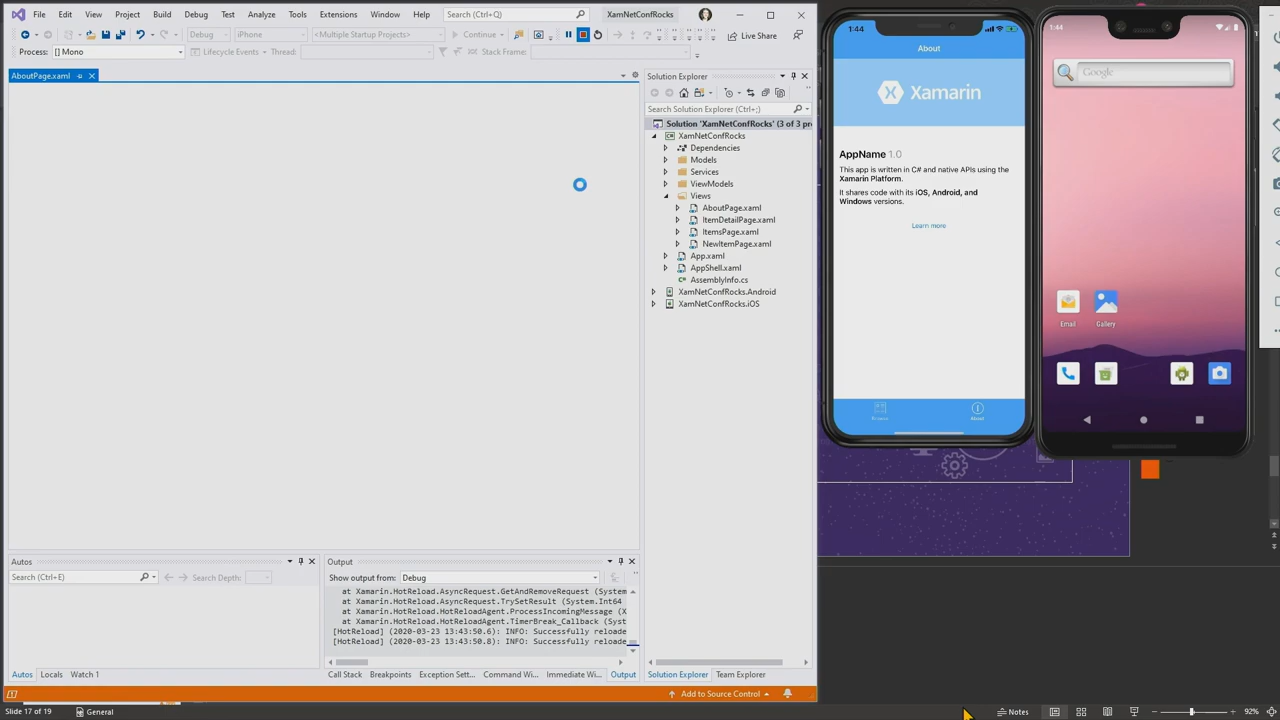 File Edit View Project Build Debug Test Analyze Tools Extensions Window Help Search (Ctrl+Q) XamNetConfRocks
Debug iPhone <Multiple Startup Projects> Continue Live Share
Process: [] Mono Lifecycle Events Thread: Stack Frame:
AboutPage.xaml
Solution Explorer
Search Solution Explorer (Ctrl+;)
Solution 'XamNetConfRocks' (3 of 3 pr
XamNetConfRocks
Dependencies
Models
Services
ViewModels
Views
AboutPage.xaml
ItemDetailPage.xaml
ItemsPage.xaml
NewItemPage.xaml
App.xaml
AppShell.xaml
AssemblyInfo.cs
XamNetConfRocks.Android
XamNetConfRocks.iOS
Autos
Search (Ctrl+E) Search Depth:
Autos Locals Watch 1
Output
Show output from: Debug
at Xamarin.HotReload.AsyncRequest.GetAndRemoveRequest (System
at Xamarin.HotReload.AsyncRequest.TrySetResult (System.Int64
at Xamarin.HotReload.HotReloadAgent.ProcessIncomingMessage (X
at Xamarin.HotReload.HotReloadAgent.TimerBreak_Callback (Syst
[HotReload] (2020-03-23 13:43:50.6): INFO: Successfully reloade
[HotReload] (2020-03-23 13:43:50.8): INFO: Successfully reloade
Call Stack Breakpoints Exception Sett... Command Wi... Immediate Wi... Output
Solution Explorer Team Explorer
Add to Source Control
1:44
About
Xamarin
AppName 1.0
This app is written in C# and native APIs using the
Xamarin Platform.
It shares code with its iOS, Android, and
Windows versions.
Learn more
Browse About
1:44
Google
Email Gallery
Slide 17 of 19 General Notes 92%